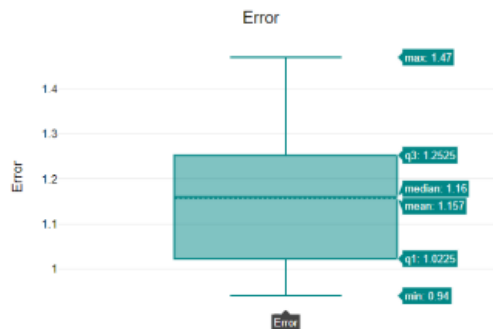 Error
max: 1.47
1.4
1.3
q3: 1.2525
1.2
median: 1.16
Error
mean: 1.157
1.1
q1: 1.0225
1
min: 0.94
Error